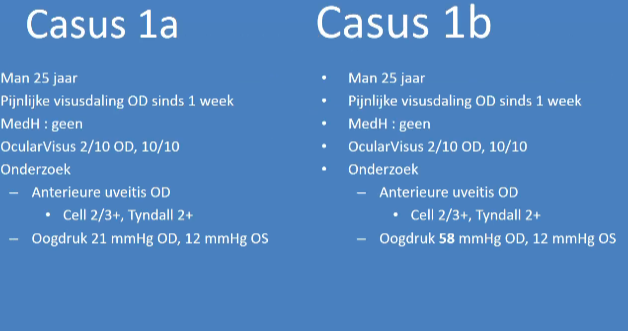 Casus 1a
Man 25 jaar
Pijnlijke visusdaling OD sinds 1 week
MedH : geen
OcularVisus 2/10 OD, 10/10
Onderzoek
– Anterieure uveitis OD
• Cell 2/3+, Tyndall 2+
– Oogdruk 21 mmHg OD, 12 mmHg OS
Casus 1b
• Man 25 jaar
• Pijnlijke visusdaling OD sinds 1 week
• MedH : geen
• OcularVisus 2/10 OD, 10/10
• Onderzoek
– Anterieure uveitis OD
• Cell 2/3+, Tyndall 2+
– Oogdruk 58 mmHg OD, 12 mmHg OS